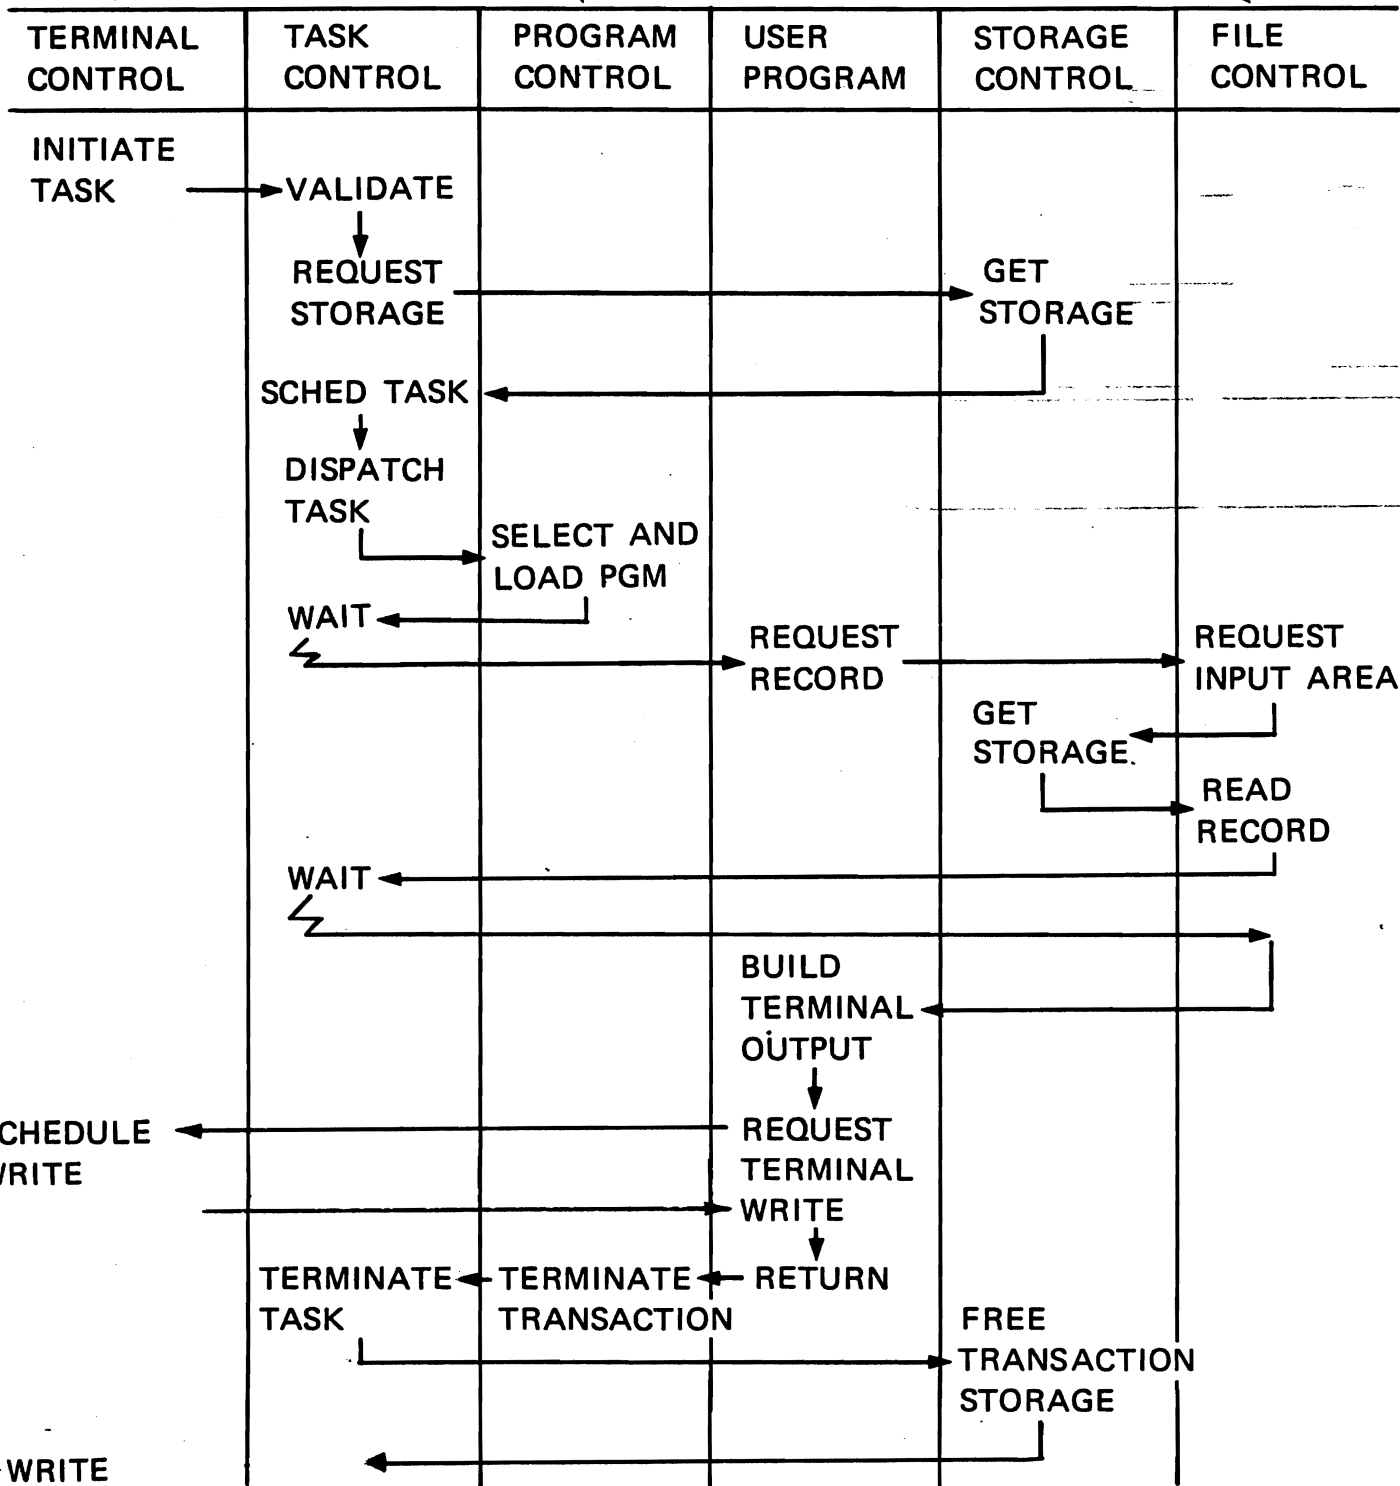 TERMINAL CONTROL
TASK CONTROL
PROGRAM CONTROL
USER PROGRAM
STORAGE CONTROL
FILE CONTROL
INITIATE
TASK
VALIDATE
REQUEST
STORAGE
GET
STORAGE
SCHED TASK
DISPATCH
TASK
SELECT AND
LOAD PGM
WAIT
REQUEST
RECORD
REQUEST
INPUT AREA
GET
STORAGE
READ
RECORD
WAIT
BUILD
TERMINAL
OUTPUT
CHEDULE
WRITE
REQUEST
TERMINAL
WRITE
RETURN
TERMINATE
TRANSACTION
TERMINATE
TASK
FREE
TRANSACTION
STORAGE
WRITE